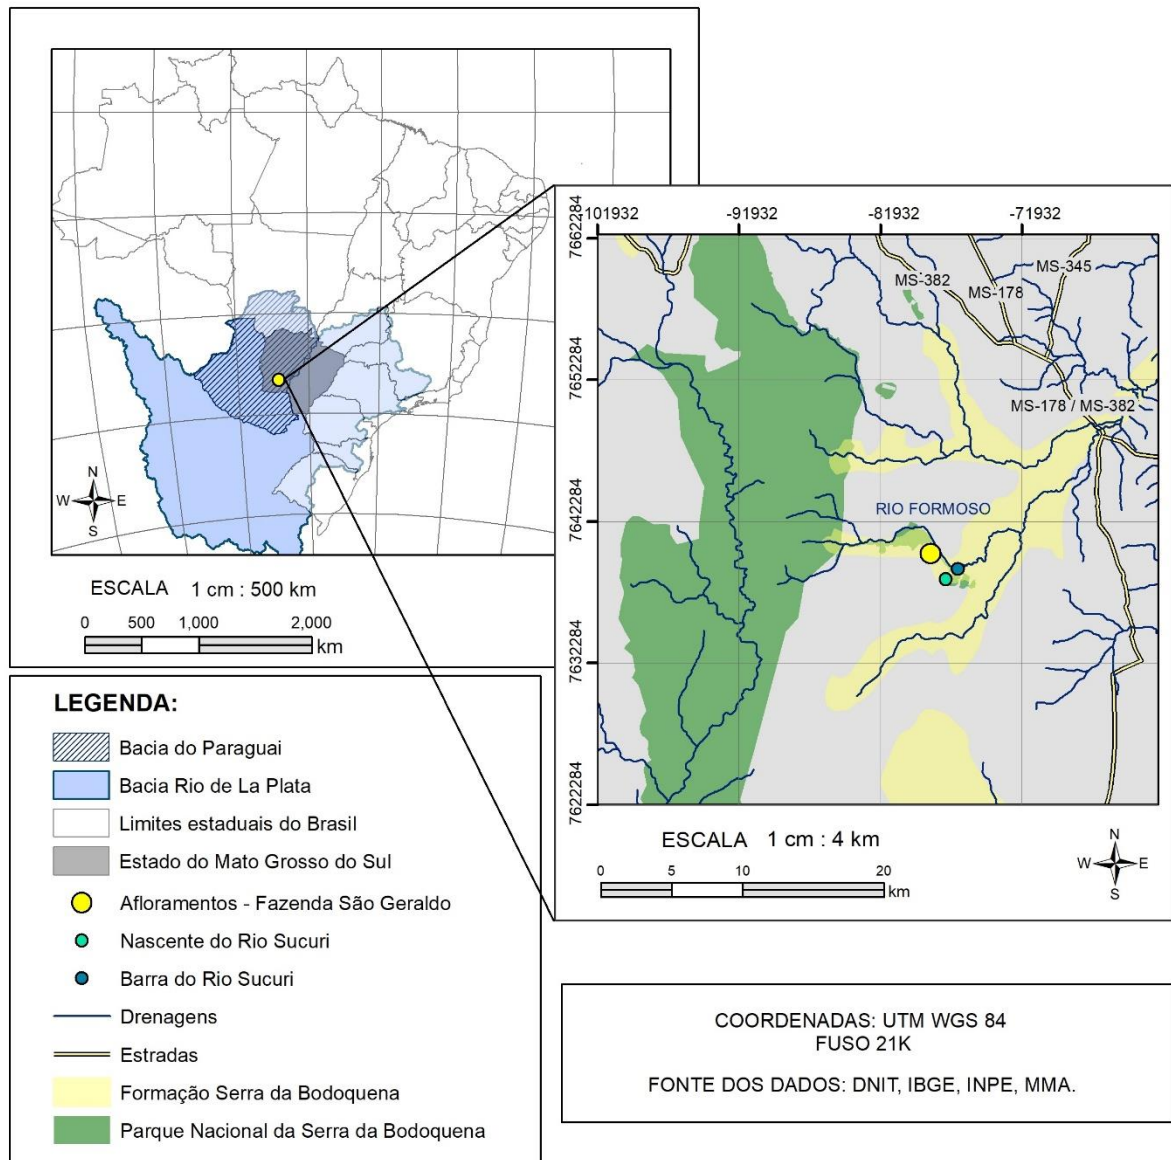 N
W E
S
ESCALA 1 cm : 500 km
0 500 1,000 2,000
km
-101932 -91932 -81932 -71932
7662284
7652284
7642284
7632284
7622284
MS-345
MS-382
MS-178
MS-178 / MS-382
RIO FORMOSO
ESCALA 1 cm : 4 km
0 5 10 20
km
N
W E
S
LEGENDA:
Bacia do Paraguai
Bacia Rio de La Plata
Limites estaduais do Brasil
Estado do Mato Grosso do Sul
Afloramentos - Fazenda São Geraldo
Nascente do Rio Sucuri
Barra do Rio Sucuri
Drenagens
Estradas
Formação Serra da Bodoquena
Parque Nacional da Serra da Bodoquena
COORDENADAS: UTM WGS 84
FUSO 21K
FONTE DOS DADOS: DNIT, IBGE, INPE, MMA.